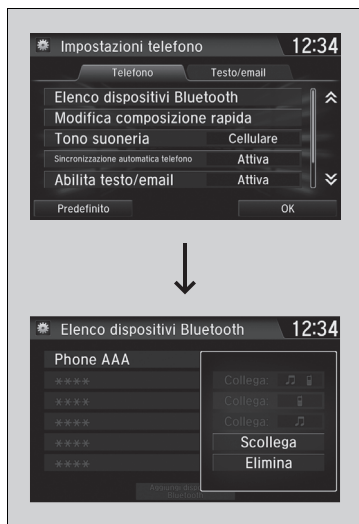 Impostazioni telefono 12:34
Telefono Testo/email
Elenco dispositivi Bluetooth
Modifica composizione rapida
Tono suoneria Cellulare
Sincronizzazione automatica telefono Attiva
Abilita testo/email Attiva
Predefinito OK
Elenco dispositivi Bluetooth 12:34
Phone AAA
**** Collega:
**** Collega:
**** Collega:
**** Scollega
**** Elimina
Aggiungi
Bluetooth